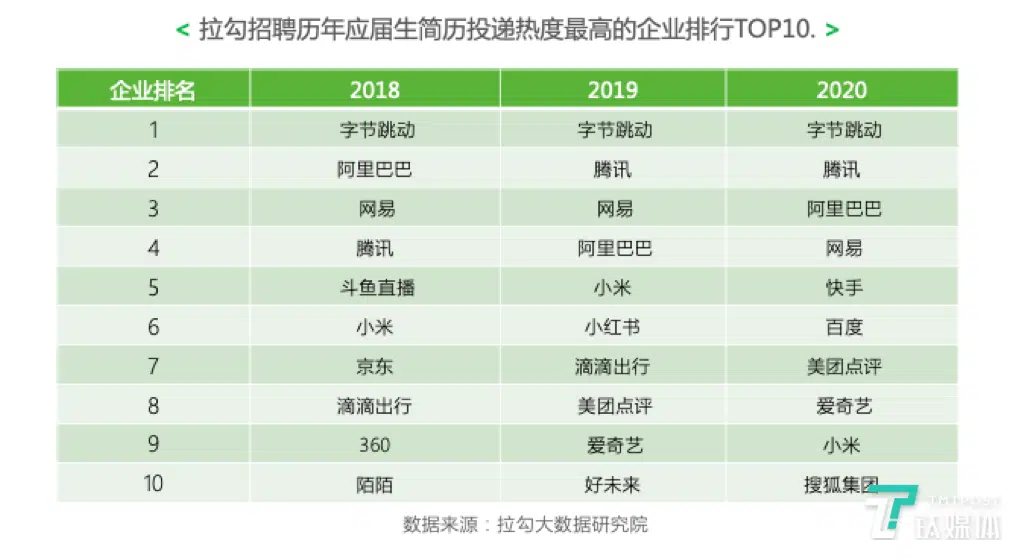 < 拉勾招聘历年应届生简历投递热度最高的企业排行TOP10. >
企业排名 2018 2019 2020
1 字节跳动 字节跳动 字节跳动
2 阿里巴巴 腾讯 腾讯
3 网易 网易 阿里巴巴
4 腾讯 阿里巴巴 网易
5 斗鱼直播 小米 快手
6 小米 小红书 百度
7 京东 滴滴出行 美团点评
8 滴滴出行 美团点评 爱奇艺
9 360 爱奇艺 小米
10 陌陌 好未来 搜狐集团
TMTPOST
钛媒体
数据来源：拉勾大数据研究院